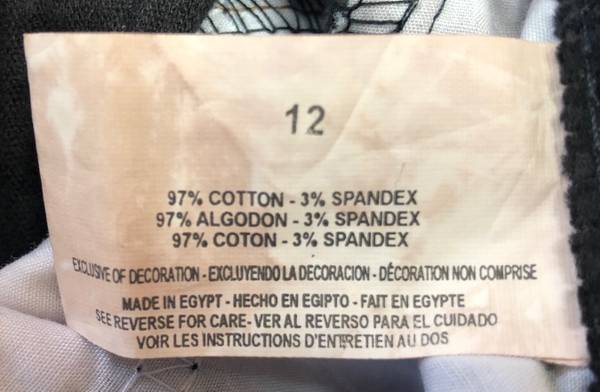 12
97% COTTON - 3% SPANDEX
97% ALGODON - 3% SPANDEX
97% COTON - 3% SPANDEX
EXCLUSIVE OF DECORATION - EXCLUYENDO LA DECORACION - DÉCORATION NON COMPRISE
MADE IN EGYPT - HECHO EN EGIPTO - FAIT EN EGYPTE
SEE REVERSE FOR CARE- VER AL REVERSO PARA EL CUIDADO
VOIR LES INSTRUCTIONS D'ENTRETIEN AU DOS